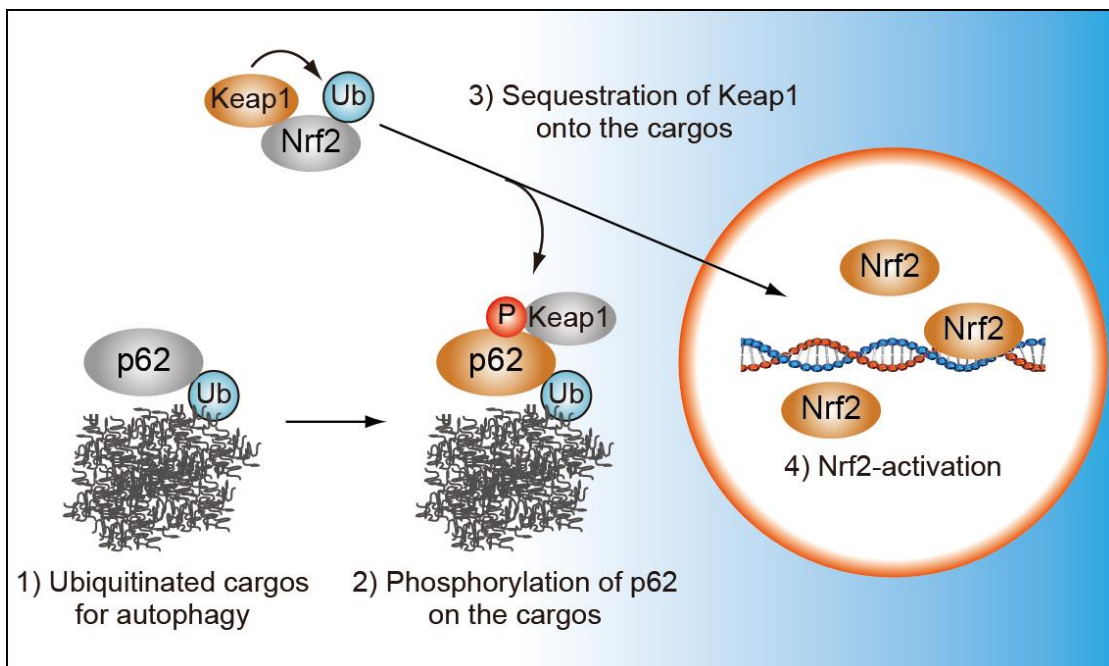 Keap1
Ub
Nrf2
3) Sequestration of Keap1
onto the cargos
Nrf2
Nrf2
Nrf2
4) Nrf2-activation
P
Keap1
p62
Ub
p62
Ub
1) Ubiquitinated cargos
for autophagy
2) Phosphorylation of p62
on the cargos